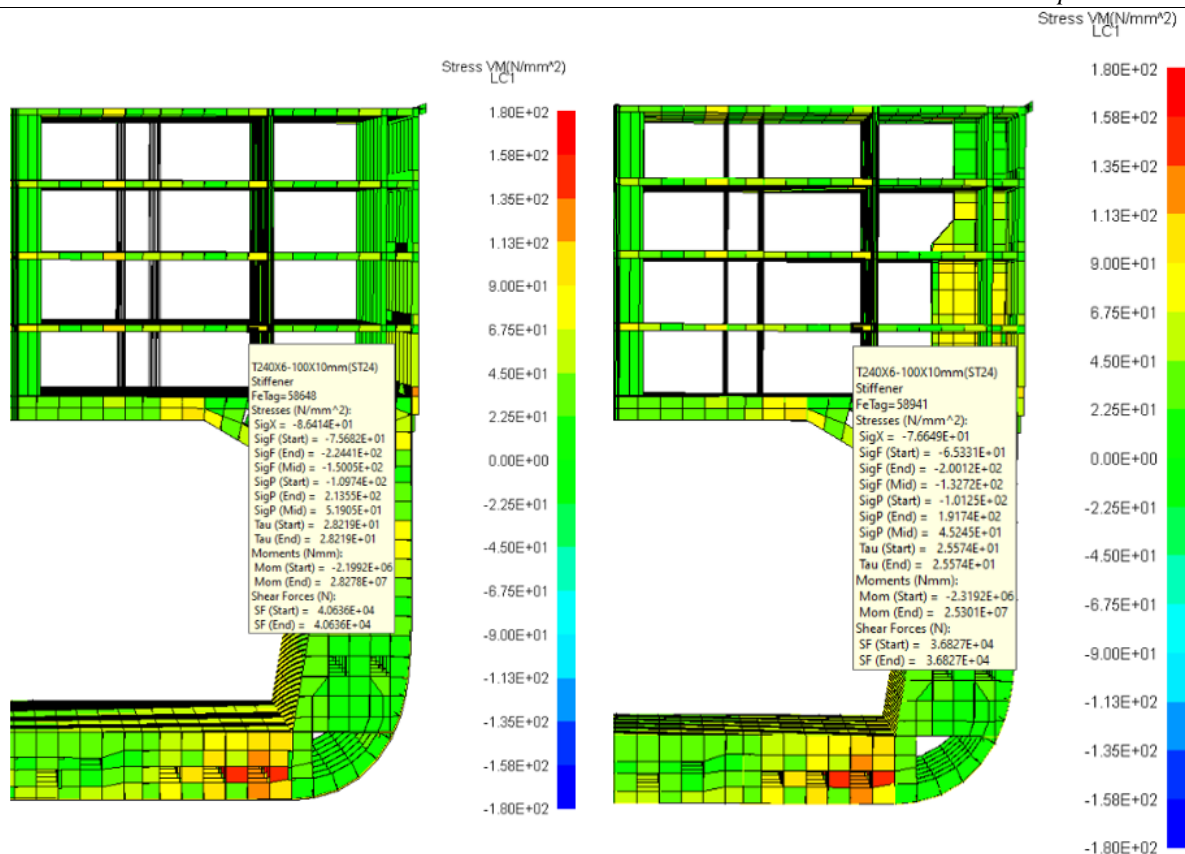 Stress VM(N/mm^2)
LC1
1.80E+02
1.58E+02
1.35E+02
1.13E+02
9.00E+01
6.75E+01
4.50E+01
2.25E+01
0.00E+00
-2.25E+01
-4.50E+01
-6.75E+01
-9.00E+01
-1.13E+02
-1.35E+02
-1.58E+02
-1.80E+02
T240X6-100X10mm(ST24)
Stiffener
FeTag=58648
Stresses (N/mm^2):
SigX = -8.6414E+01
SigF (Start) = -7.5682E+01
SigF (End) = -2.2441E+02
SigF (Mid) = -1.5005E+02
SigP (Start) = -1.0974E+02
SigP (End) = 2.1355E+02
SigP (Mid) = 5.1905E+01
Tau (Start) = 2.8219E+01
Tau (End) = 2.8219E+01
Moments (Nmm):
Mom (Start) = -2.1992E+06
Mom (End) = 2.8278E+07
Shear Forces (N):
SF (Start) = 4.0636E+04
SF (End) = 4.0636E+04
Stress VM(N/mm^2)
LC1
1.80E+02
1.58E+02
1.35E+02
1.13E+02
9.00E+01
6.75E+01
4.50E+01
2.25E+01
0.00E+00
-2.25E+01
-4.50E+01
-6.75E+01
-9.00E+01
-1.13E+02
-1.35E+02
-1.58E+02
-1.80E+02
T240X6-100X10mm(ST24)
Stiffener
FeTag=58941
Stresses (N/mm^2):
SigX = -7.6649E+01
SigF (Start) = -6.5331E+01
SigF (End) = -2.0012E+02
SigF (Mid) = -1.3272E+02
SigP (Start) = -1.0125E+02
SigP (End) = 1.9174E+02
SigP (Mid) = 4.5245E+01
Tau (Start) = 2.5574E+01
Tau (End) = 2.5574E+01
Moments (Nmm):
Mom (Start) = -2.3192E+06
Mom (End) = 2.5301E+07
Shear Forces (N):
SF (Start) = 3.6827E+04
SF (End) = 3.6827E+04